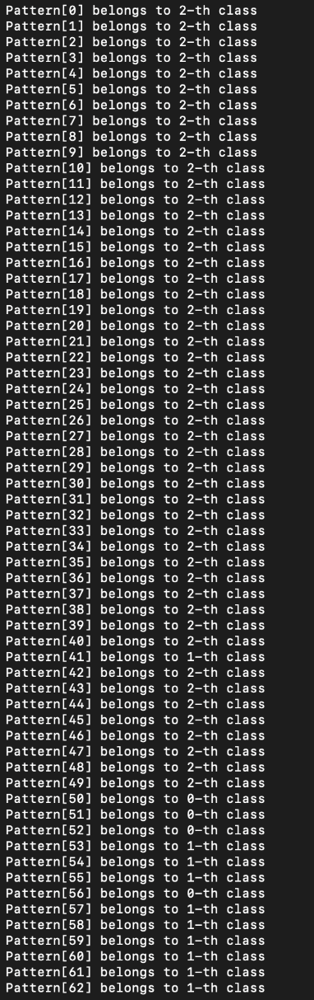 Pattern[0] belongs to 2-th class
Pattern[1] belongs to 2-th class
Pattern[2] belongs to 2-th class
Pattern[3] belongs to 2-th class
Pattern[4] belongs to 2-th class
Pattern[5] belongs to 2-th class
Pattern[6] belongs to 2-th class
Pattern[7] belongs to 2-th class
Pattern[8] belongs to 2-th class
Pattern[9] belongs to 2-th class
Pattern[10] belongs to 2-th class
Pattern[11] belongs to 2-th class
Pattern[12] belongs to 2-th class
Pattern[13] belongs to 2-th class
Pattern[14] belongs to 2-th class
Pattern[15] belongs to 2-th class
Pattern[16] belongs to 2-th class
Pattern[17] belongs to 2-th class
Pattern[18] belongs to 2-th class
Pattern[19] belongs to 2-th class
Pattern[20] belongs to 2-th class
Pattern[21] belongs to 2-th class
Pattern[22] belongs to 2-th class
Pattern[23] belongs to 2-th class
Pattern[24] belongs to 2-th class
Pattern[25] belongs to 2-th class
Pattern[26] belongs to 2-th class
Pattern[27] belongs to 2-th class
Pattern[28] belongs to 2-th class
Pattern[29] belongs to 2-th class
Pattern[30] belongs to 2-th class
Pattern[31] belongs to 2-th class
Pattern[32] belongs to 2-th class
Pattern[33] belongs to 2-th class
Pattern[34] belongs to 2-th class
Pattern[35] belongs to 2-th class
Pattern[36] belongs to 2-th class
Pattern[37] belongs to 2-th class
Pattern[38] belongs to 2-th class
Pattern[39] belongs to 2-th class
Pattern[40] belongs to 2-th class
Pattern[41] belongs to 1-th class
Pattern[42] belongs to 2-th class
Pattern[43] belongs to 2-th class
Pattern[44] belongs to 2-th class
Pattern[45] belongs to 2-th class
Pattern[46] belongs to 2-th class
Pattern[47] belongs to 2-th class
Pattern[48] belongs to 2-th class
Pattern[49] belongs to 2-th class
Pattern[50] belongs to 0-th class
Pattern[51] belongs to 0-th class
Pattern[52] belongs to 0-th class
Pattern[53] belongs to 1-th class
Pattern[54] belongs to 1-th class
Pattern[55] belongs to 1-th class
Pattern[56] belongs to 0-th class
Pattern[57] belongs to 1-th class
Pattern[58] belongs to 1-th class
Pattern[59] belongs to 1-th class
Pattern[60] belongs to 1-th class
Pattern[61] belongs to 1-th class
Pattern[62] belongs to 1-th class